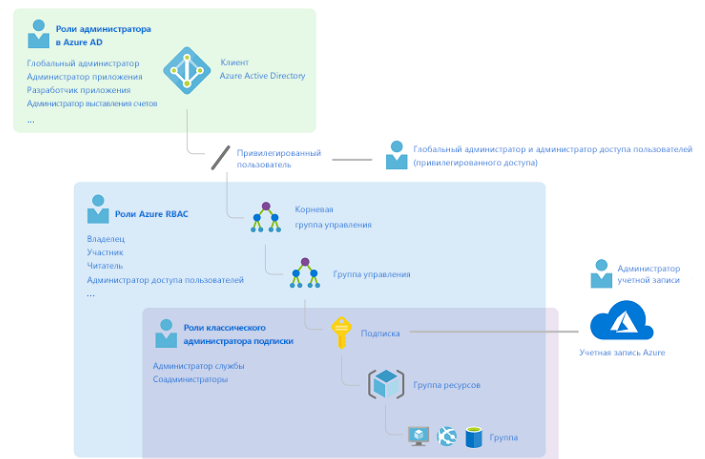 Роли администратора
в Azure AD
Глобальный администратор
Администратор приложения
Разработчик приложения
Администратор выставления счетов
...
Клиент
Azure Active Directory
Привилегированный
пользователь
Глобальный администратор и администратор доступа пользователей
(привилегированного доступа)
Роли Azure RBAC
Владелец
Участник
Читатель
Администратор доступа пользователей
...
Корневая
группа управления
Группа управления
Администратор
учетной записи
Роли классического
администратора подписки
Администратор службы
Соадминистраторы
Подписка
Учетная запись Azure
Группа ресурсов
Группа